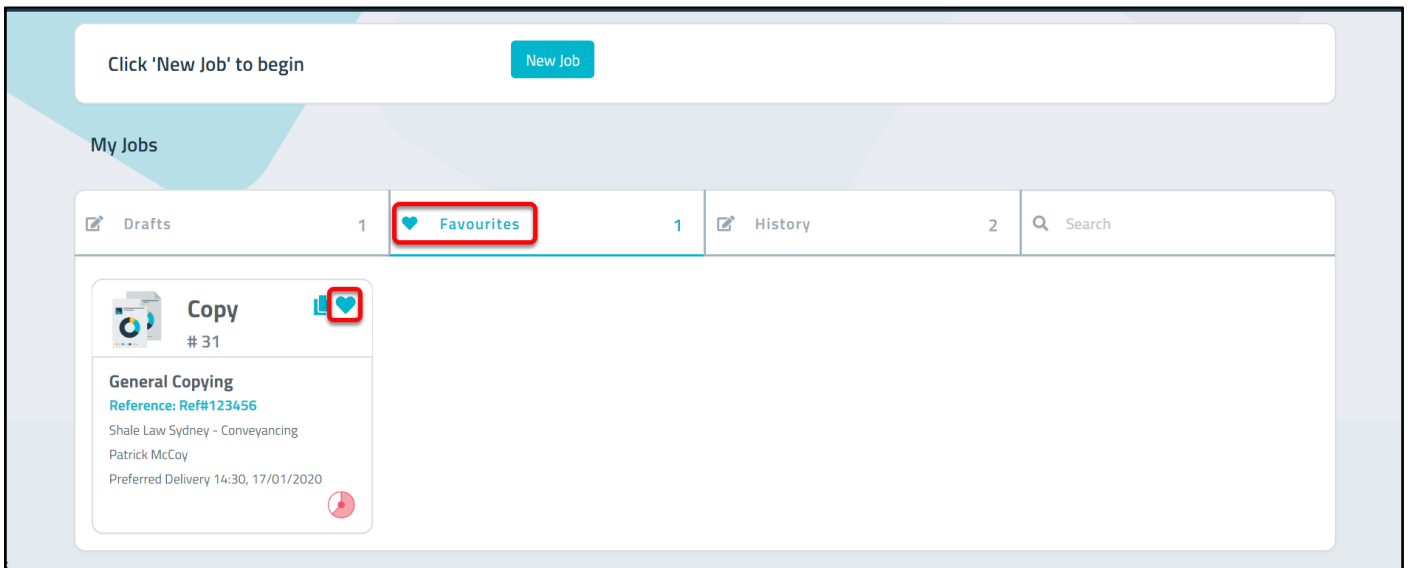 Click 'New Job' to begin
New Job
My Jobs
Drafts 1
Favourites 1
History 2
Search
Copy
# 31
General Copying
Reference: Ref#123456
Shale Law Sydney - Conveyancing
Patrick McCoy
Preferred Delivery 14:30, 17/01/2020